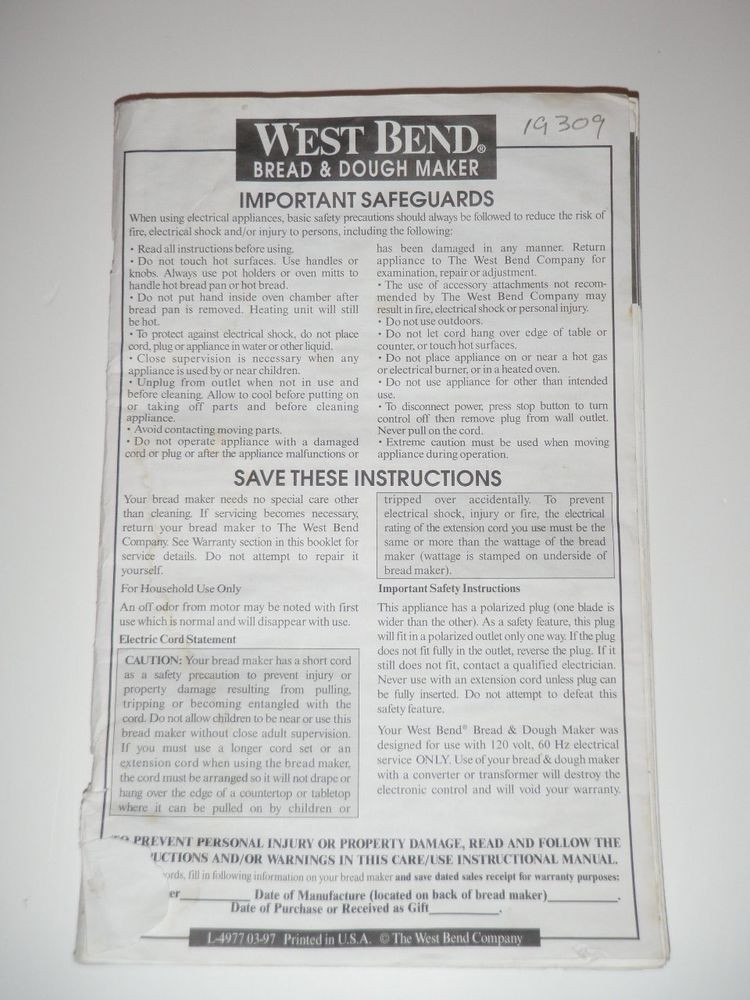 WEST BEND®
BREAD & DOUGH MAKER
19309
IMPORTANT SAFEGUARDS
When using electrical appliances, basic safety precautions should always be followed to reduce the risk of
fire, electrical shock and/or injury to persons, including the following:
• Read all instructions before using.
• Do not touch hot surfaces. Use handles or
knobs. Always use pot holders or oven mitts to
handle hot bread pan or hot bread.
• Do not put hand inside oven chamber after
bread pan is removed. Heating unit will still
be hot.
• To protect against electrical shock, do not place
cord, plug or appliance in water or other liquid.
• Close supervision is necessary when any
appliance is used by or near children.
• Unplug from outlet when not in use and
before cleaning. Allow to cool before putting on
or taking off parts and before cleaning
appliance.
• Avoid contacting moving parts.
• Do not operate appliance with a damaged
cord or plug or after the appliance malfunctions or
has been damaged in any manner. Return
appliance to The West Bend Company for
examination, repair or adjustment.
• The use of accessory attachments not recom-
mended by The West Bend Company may
result in fire, electrical shock or personal injury.
• Do not use outdoors.
• Do not let cord hang over edge of table or
counter, or touch hot surfaces.
• Do not place appliance on or near a hot gas
or electrical burner, or in a heated oven.
• Do not use appliance for other than intended
use.
• To disconnect power, press stop button to turn
control off then remove plug from wall outlet.
Never pull on the cord.
• Extreme caution must be used when moving
appliance during operation.
SAVE THESE INSTRUCTIONS
Your bread maker needs no special care other
than cleaning. If servicing becomes necessary,
return your bread maker to The West Bend
Company. See Warranty section in this booklet for
service details. Do not attempt to repair it
yourself.
For Household Use Only
An off odor from motor may be noted with first
use which is normal and will disappear with use.
Electric Cord Statement
CAUTION: Your bread maker has a short cord
as a safety precaution to prevent injury or
property damage resulting from pulling,
tripping or becoming entangled with the
cord. Do not allow children to be near or use this
bread maker without close adult supervision.
If you must use a longer cord set or an
extension cord when using the bread maker,
the cord must be arranged so it will not drape or
hang over the edge of a countertop or tabletop
where it can be pulled on by children or
tripped over accidentally. To prevent
electrical shock, injury or fire, the electrical
rating of the extension cord you use must be the
same or more than the wattage of the bread
maker (wattage is stamped on underside of
bread maker).
Important Safety Instructions
This appliance has a polarized plug (one blade is
wider than the other). As a safety feature, this plug
will fit in a polarized outlet only one way. If the plug
does not fit fully in the outlet, reverse the plug. If it
still does not fit, contact a qualified electrician.
Never use with an extension cord unless plug can
be fully inserted. Do not attempt to defeat this
safety feature.
Your West Bend® Bread & Dough Maker was
designed for use with 120 volt, 60 Hz electrical
service ONLY. Use of your bread & dough maker
with a converter or transformer will destroy the
electronic control and will void your warranty.
TO PREVENT PERSONAL INJURY OR PROPERTY DAMAGE, READ AND FOLLOW THE
UCTIONS AND/OR WARNINGS IN THIS CARE/USE INSTRUCTIONAL MANUAL.
ords, fill in following information on your bread maker and save dated sales receipt for warranty purposes:
er Date of Manufacture (located on back of bread maker)
Date of Purchase or Received as Gift
L-4977 03-97 Printed in U.S.A. © The West Bend Company